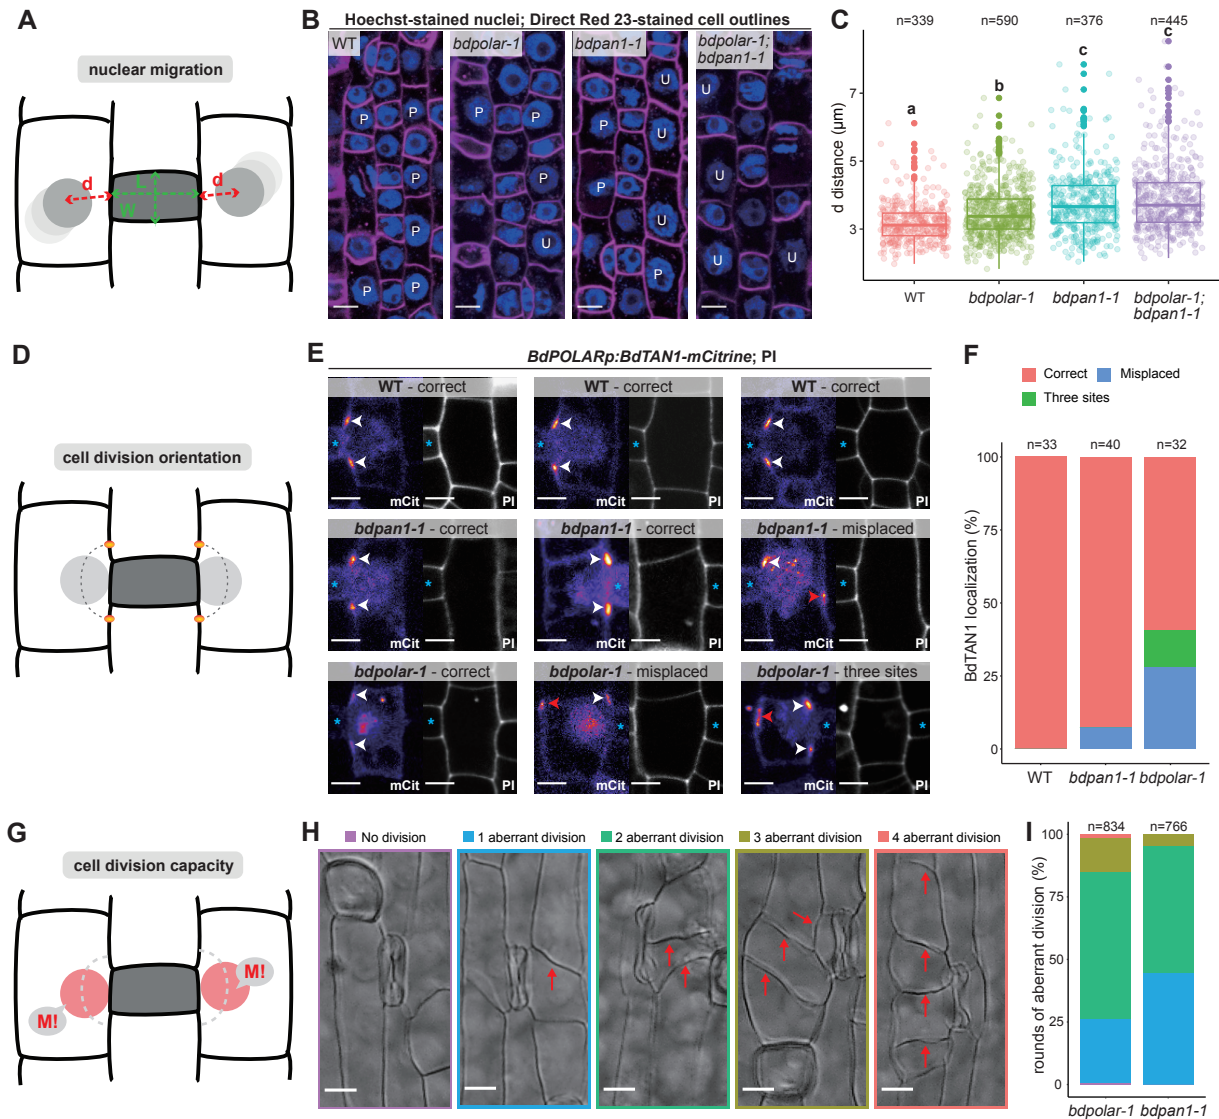 A
nuclear migration
d
L
W
d
B
Hoechst-stained nuclei; Direct Red 23-stained cell outlines
WT
bdpolar-1
bdpan1-1
bdpolar-1;
bdpan1-1
P
P
P
P
P
P
P
U
U
P
U
U
P
U
U
U
U
C
n=339
n=590
n=376
n=445
a
b
c
c
d distance (μm)
7
5
3
WT
bdpolar-1
bdpan1-1
bdpolar-1;
bdpan1-1
D
cell division orientation
E
BdPOLARp:BdTAN1-mCitrine; PI
WT - correct
WT - correct
WT - correct
* * * * * *
mCit PI mCit PI mCit PI
bdpan1-1 - correct
bdpan1-1 - correct
bdpan1-1 - misplaced
* * * * * *
mCit PI mCit PI mCit PI
bdpolar-1 - correct
bdpolar-1 - misplaced
bdpolar-1 - three sites
* * * * * *
mCit PI mCit PI mCit PI
F
Correct
Misplaced
Three sites
n=33
n=40
n=32
BdTAN1 localization (%)
100
75
50
25
0
WT
bdpan1-1
bdpolar-1
G
cell division capacity
M!
M!
H
No division
1 aberrant division
2 aberrant division
3 aberrant division
4 aberrant division
I
n=834
n=766
rounds of aberrant division (%)
100
75
50
25
0
bdpolar-1
bdpan1-1